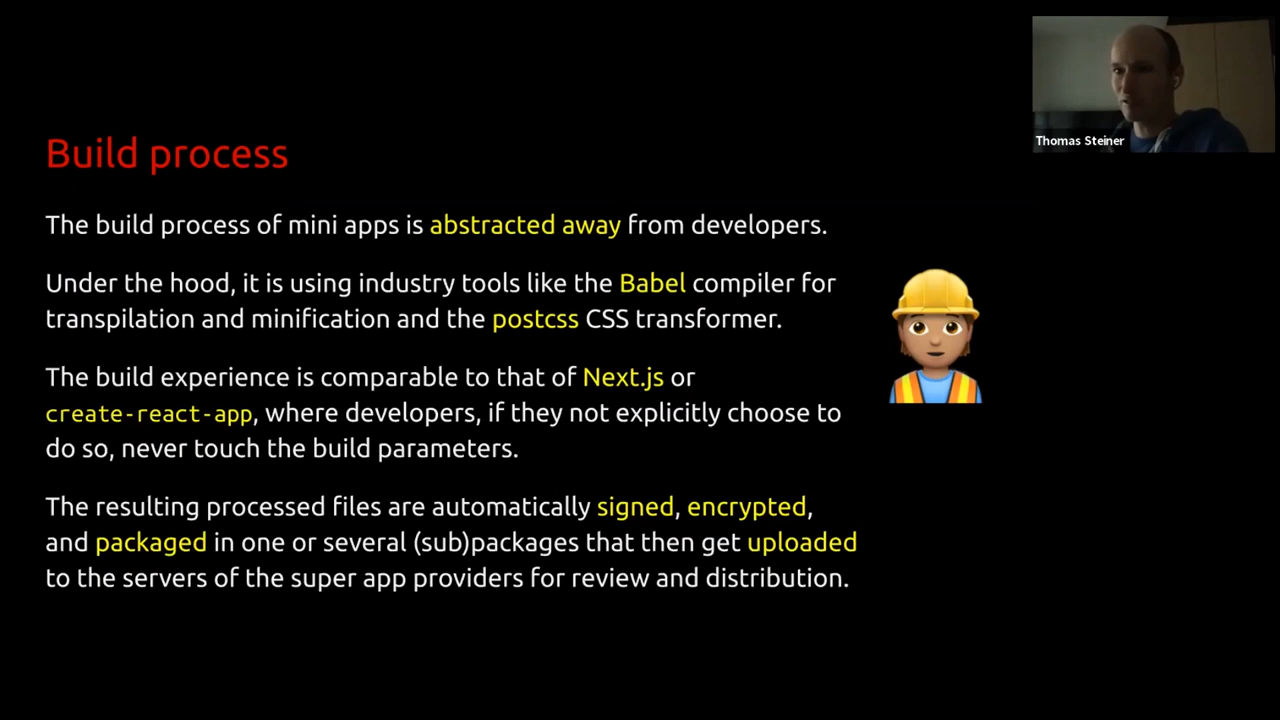 Thomas Steiner
Build process
The build process of mini apps is abstracted away from developers.
Under the hood, it is using industry tools like the Babel compiler for
transpilation and minification and the postcss CSS transformer.
The build experience is comparable to that of Next.js or
create-react-app, where developers, if they not explicitly choose to
do so, never touch the build parameters.
The resulting processed files are automatically signed, encrypted,
and packaged in one or several (sub)packages that then get uploaded
to the servers of the super app providers for review and distribution.